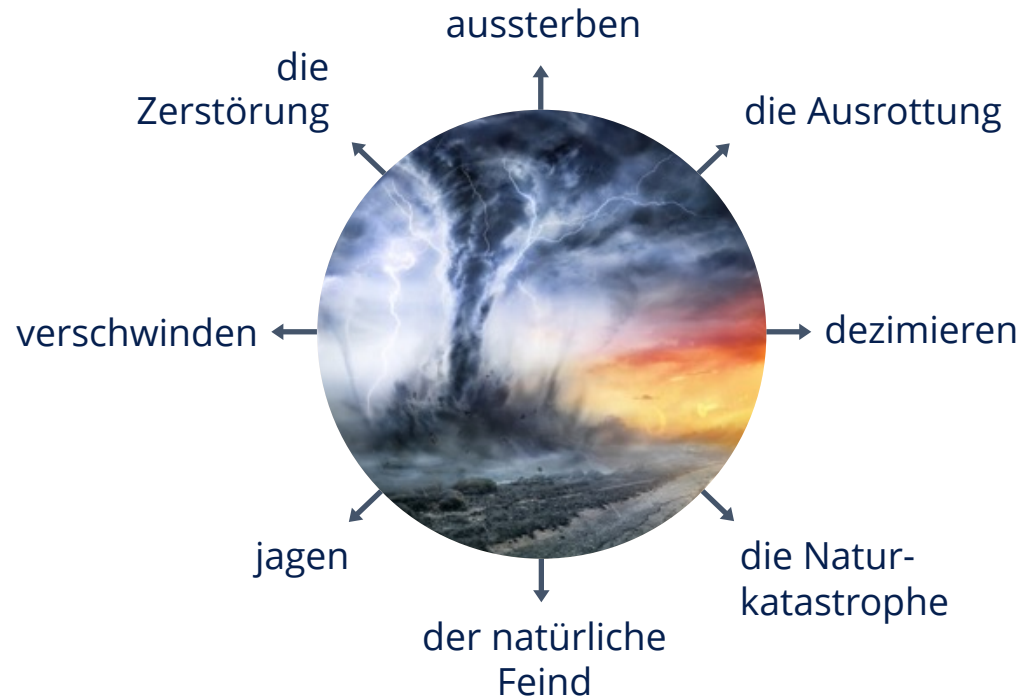 aussterben
die
Zerstörung
die Ausrottung
verschwinden
dezimieren
jagen
die Natur-
katastrophe
der natürliche
Feind